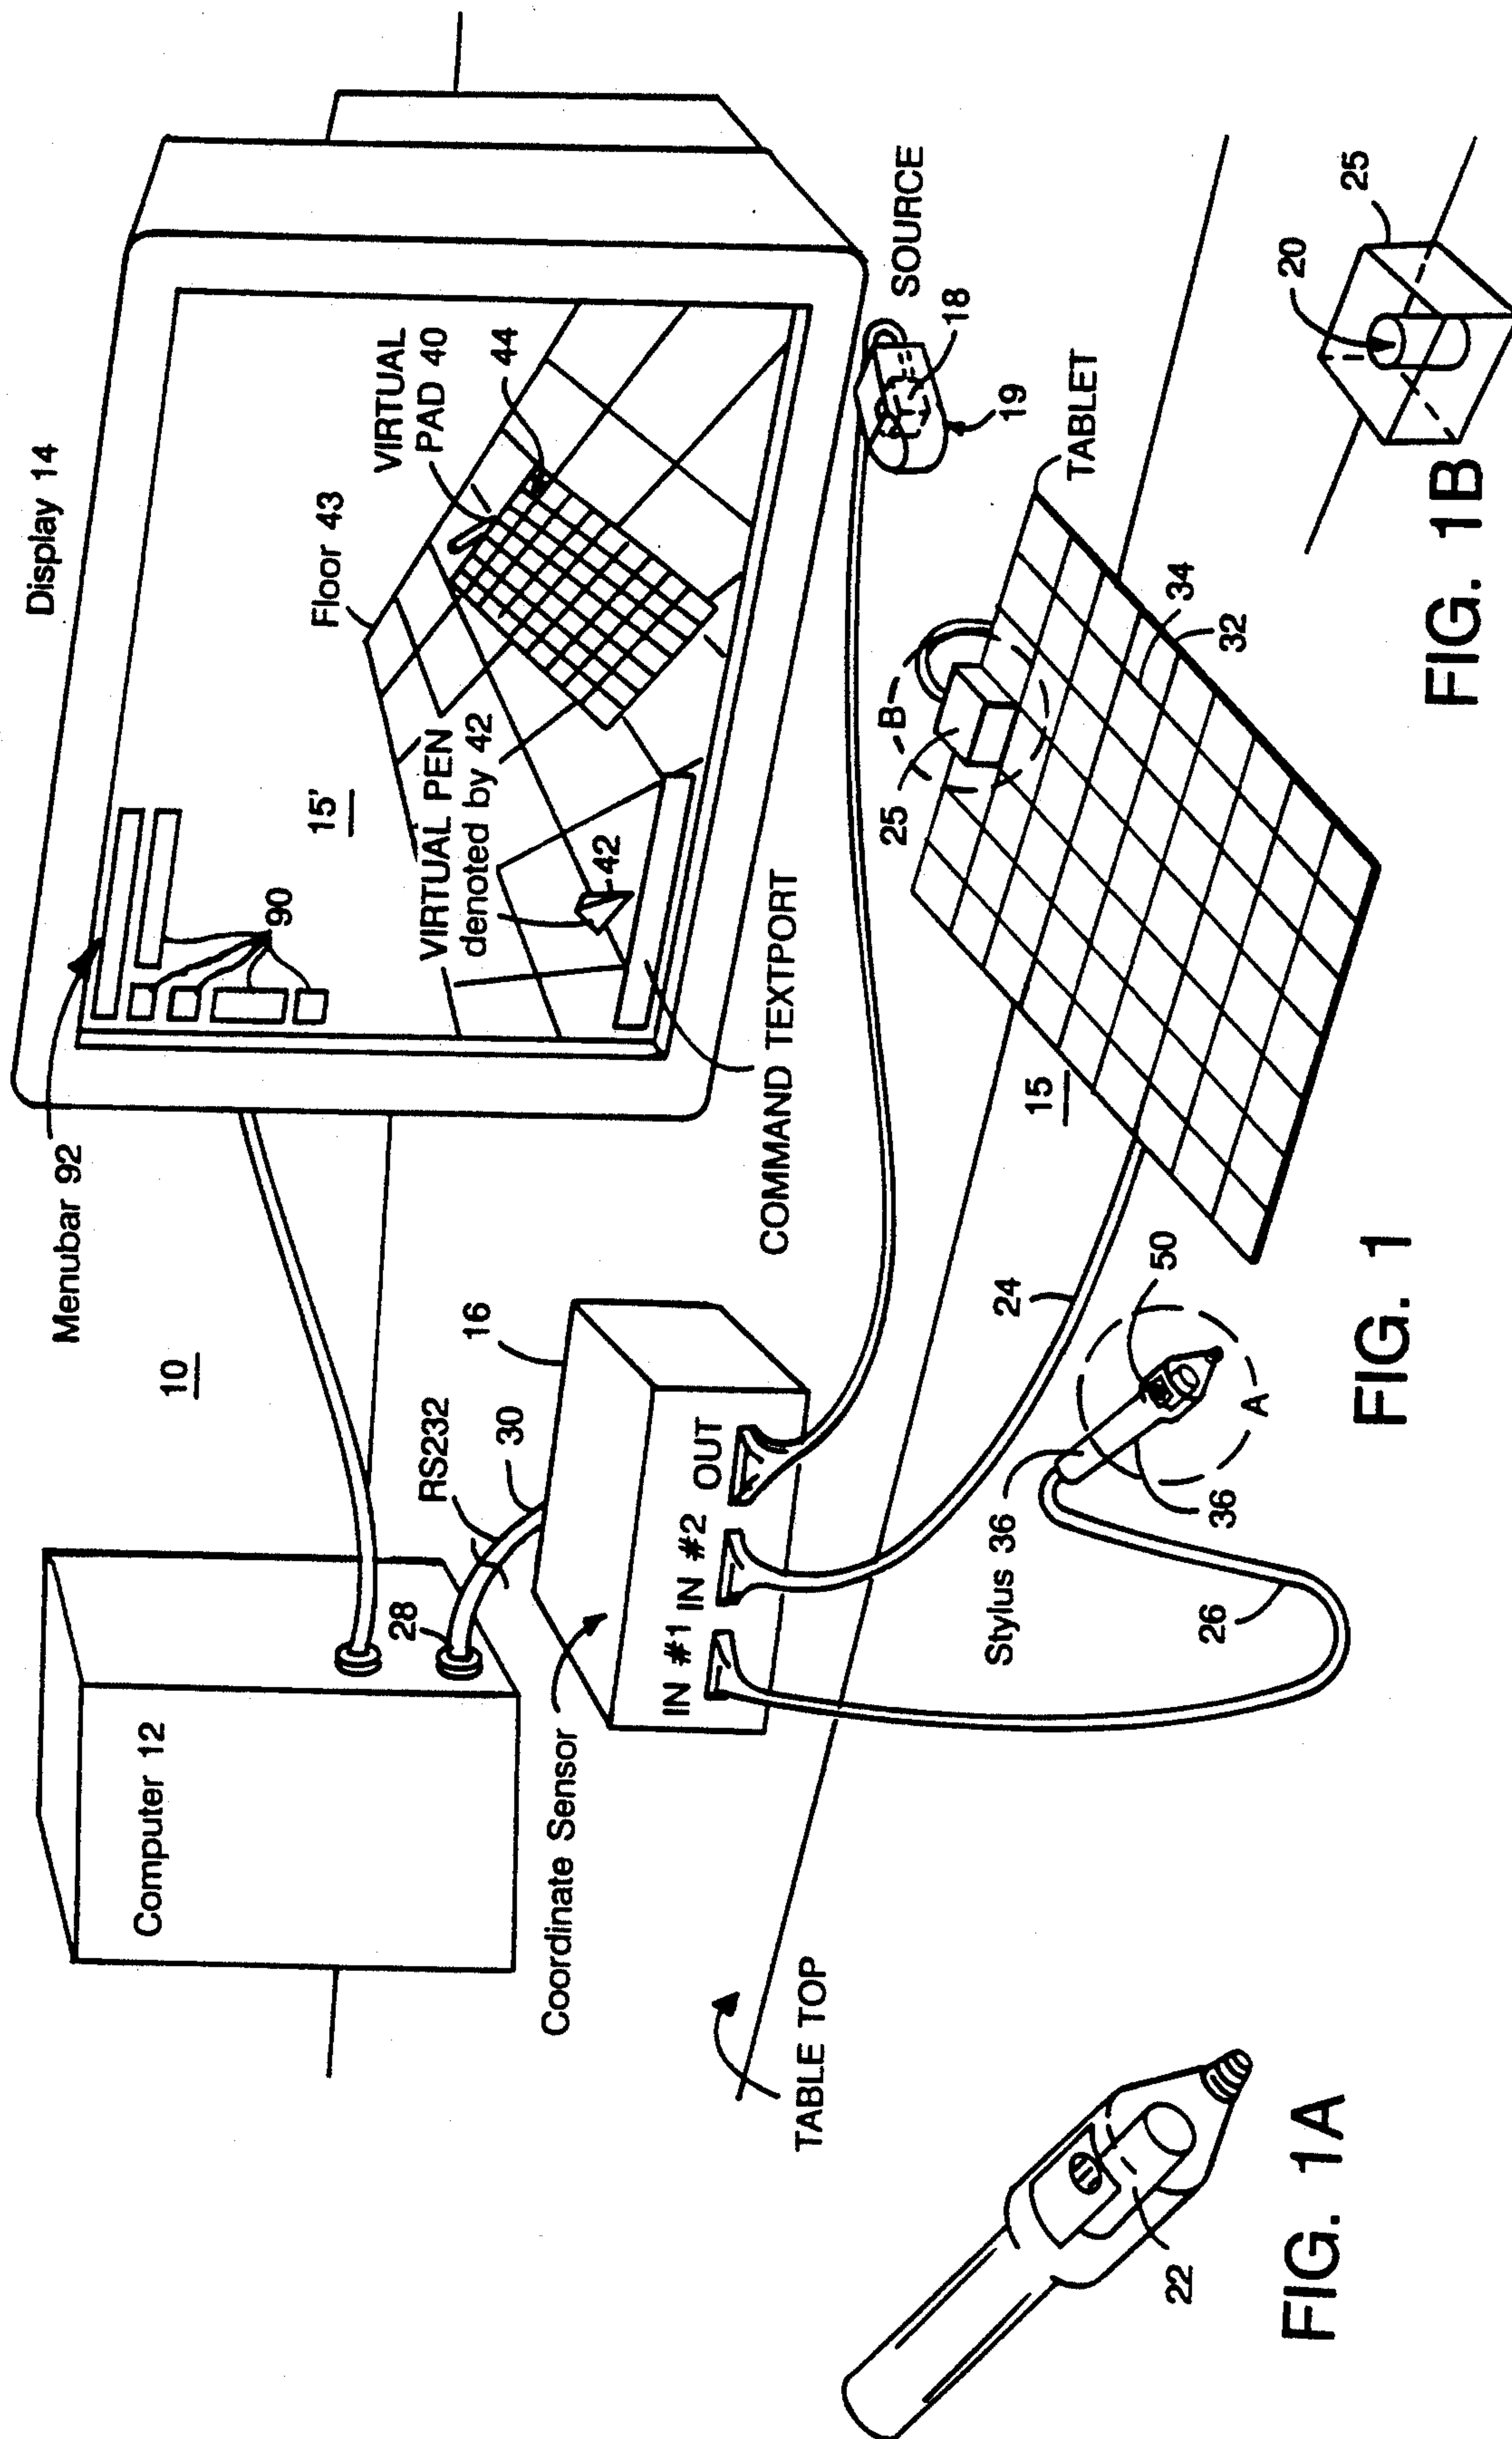 Display 14
Menubar 92
90
15'
Floor 43
VIRTUAL
PAD 40
44
VIRTUAL PEN
denoted by 42
42
COMMAND TEXTPORT
SOURCE
18
19
10
Computer 12
28
RS232
30
16
Coordinate Sensor
IN #1
IN #2
OUT
TABLE TOP
TABLET
B
25
34
32
15
24
50
Stylus 36
36
A
26
FIG. 1
22
FIG. 1A
20
25
FIG. 1B